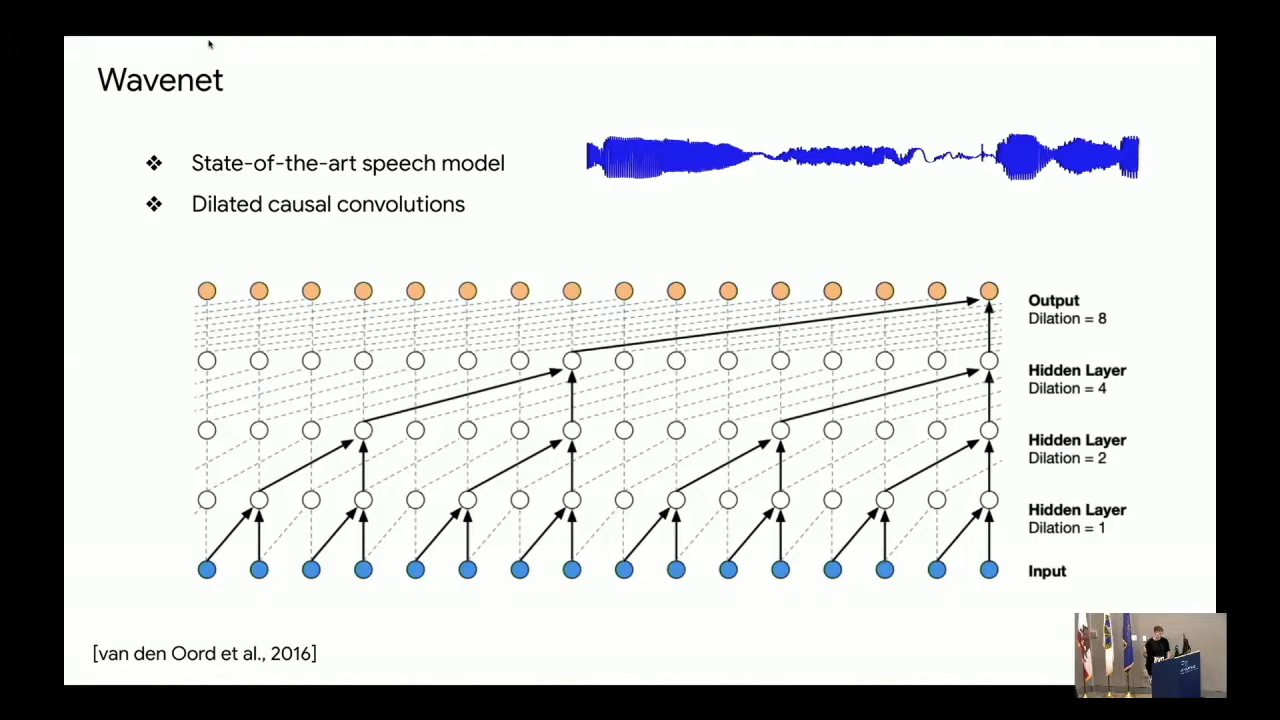 Wavenet
❖ State-of-the-art speech model
❖ Dilated causal convolutions
Output
Dilation = 8
Hidden Layer
Dilation = 4
Hidden Layer
Dilation = 2
Hidden Layer
Dilation = 1
Input
[van den Oord et al., 2016]